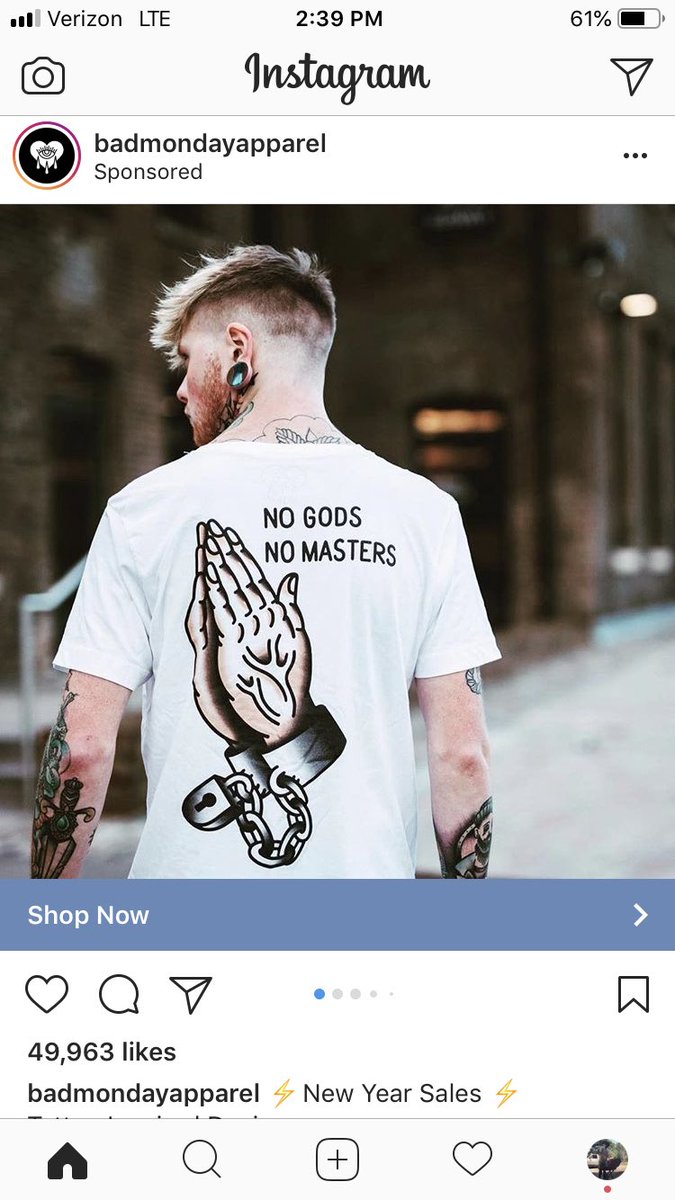 Verizon LTE 2:39 PM 61%
Instagram
badmondayapparel
Sponsored
NO GODS
NO MASTERS
Shop Now
49,963 likes
badmondayapparel ⚡ New Year Sales ⚡